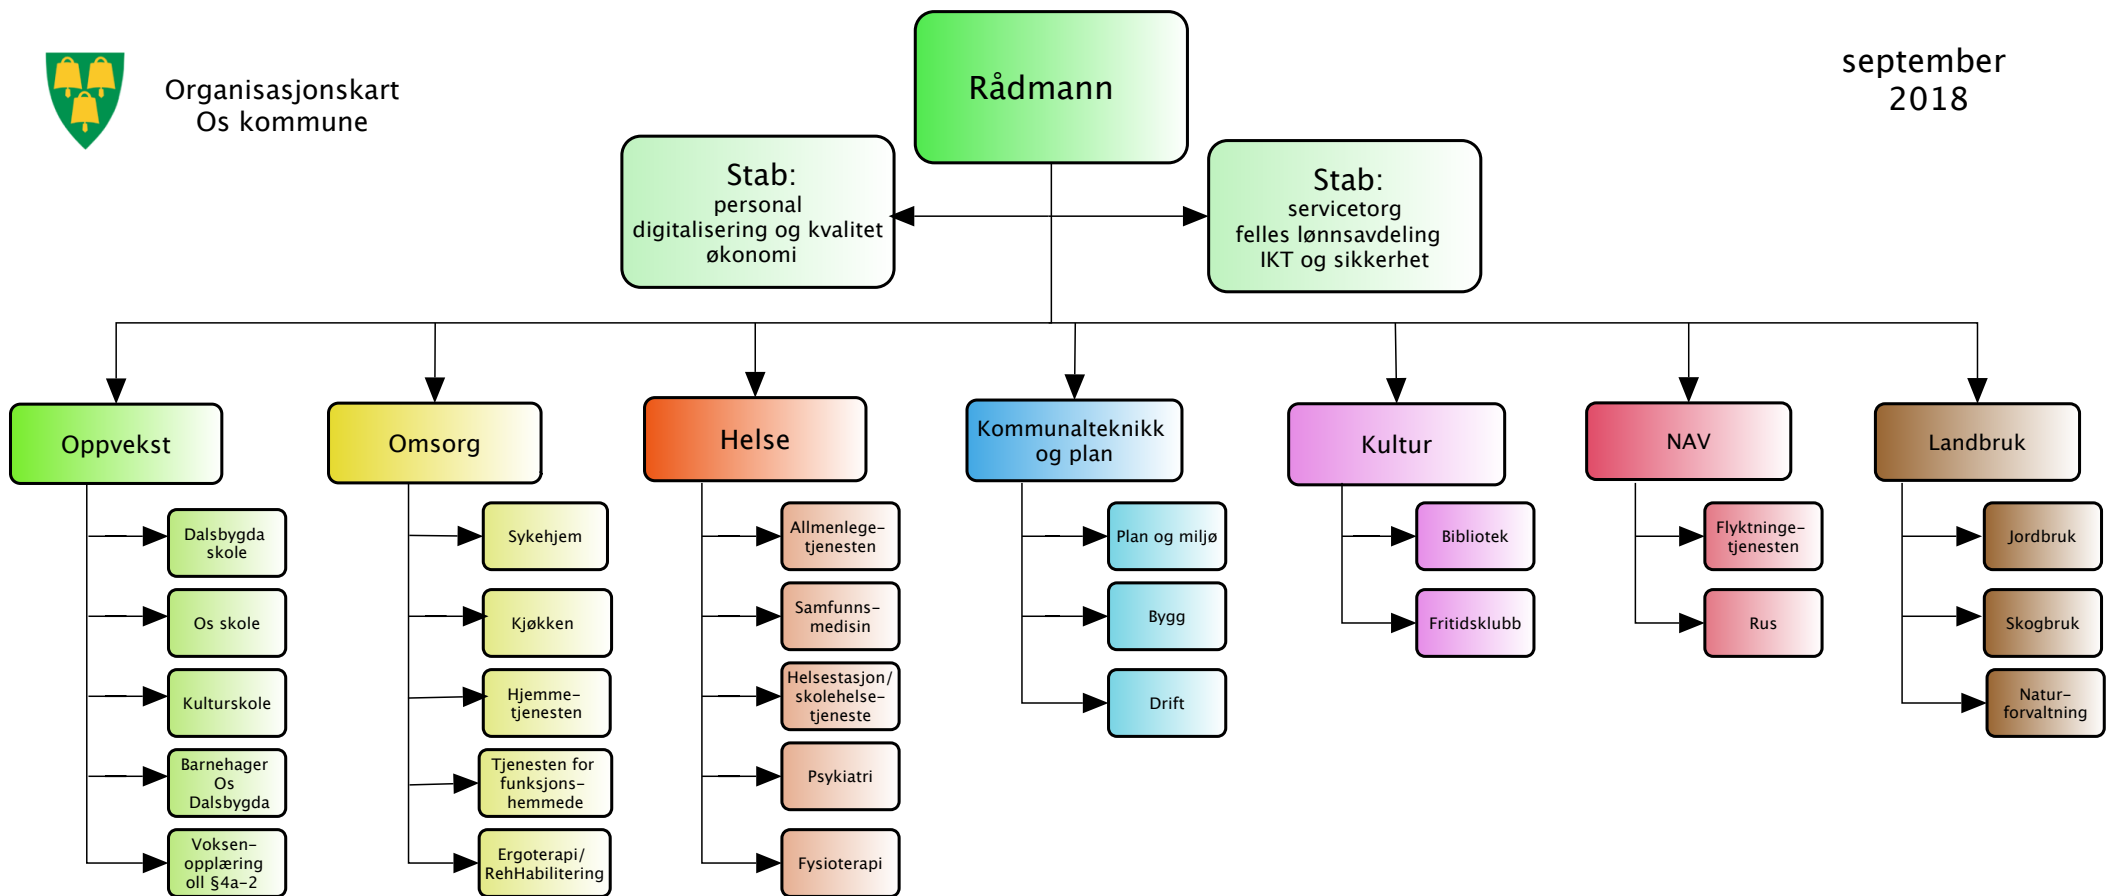 Organisasjonskart
Os kommune
Rådmann
september
2018
Stab:
personal
digitalisering og kvalitet
økonomi
Stab:
servicetorg
felles lønnsavdeling
IKT og sikkerhet
Oppvekst
Dalsbygda
skole
Os skole
Kulturskole
Barnehager
Os
Dalsbygda
Voksen-
opplæring
oll §4a-2
Omsorg
Sykehjem
Kjøkken
Hjemme-
tjenesten
Tjenesten for
funksjons-
hemmede
Ergoterapi/
RehHabilitering
Helse
Allmenlege-
tjenesten
Samfunns-
medisin
Helsestasjon/
skolehelse-
tjeneste
Psykiatri
Fysioterapi
Kommunalteknikk
og plan
Plan og miljø
Bygg
Drift
Kultur
Bibliotek
Fritidsklubb
NAV
Flyktninge-
tjenesten
Rus
Landbruk
Jordbruk
Skogbruk
Natur-
forvaltning